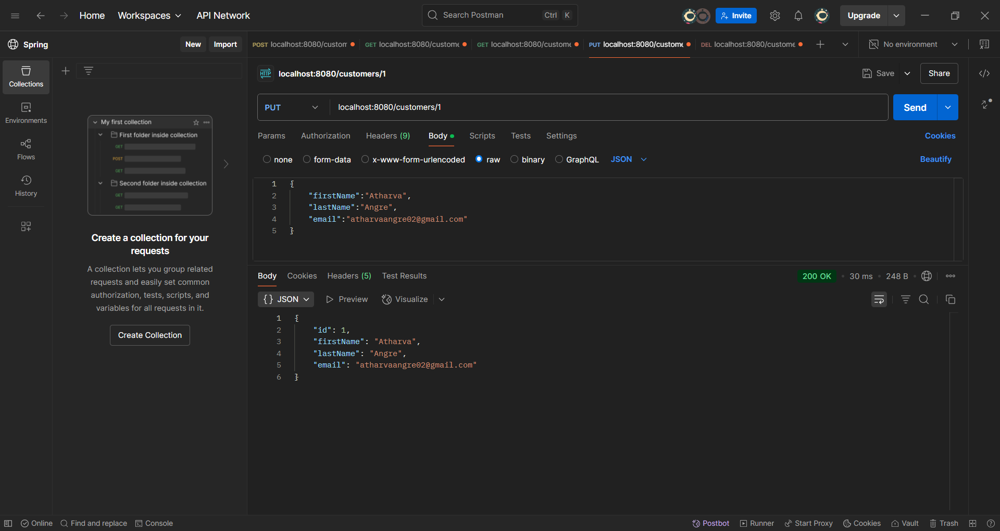 Home Workspaces API Network Search Postman Ctrl K Invite Upgrade
Spring New Import POST localhost:8080/custom GET localhost:8080/custome GET localhost:8080/custome PUT localhost:8080/custome DEL localhost:8080/custome No environment
Collections
Environments
Flows
History
My first collection
First folder inside collection
GET
POST
GET
Second folder inside collection
GET
GET
Create a collection for your
requests
A collection lets you group related
requests and easily set common
authorization, tests, scripts, and
variables for all requests in it.
Create Collection
HTTP localhost:8080/customers/1 Save Share
PUT localhost:8080/customers/1 Send
Params Authorization Headers (9) Body Scripts Tests Settings Cookies
none form-data x-www-form-urlencoded raw binary GraphQL JSON Beautify
1 {
2 "firstName":"Atharva",
3 "lastName":"Angre",
4 "email":"atharvaangre02@gmail.com"
5 }
Body Cookies Headers (5) Test Results 200 OK 30 ms 248 B
{} JSON Preview Visualize
1 {
2 "id": 1,
3 "firstName": "Atharva",
4 "lastName": "Angre",
5 "email": "atharvaangre02@gmail.com"
6 }
Online Find and replace Console Postbot Runner Start Proxy Cookies Vault Trash